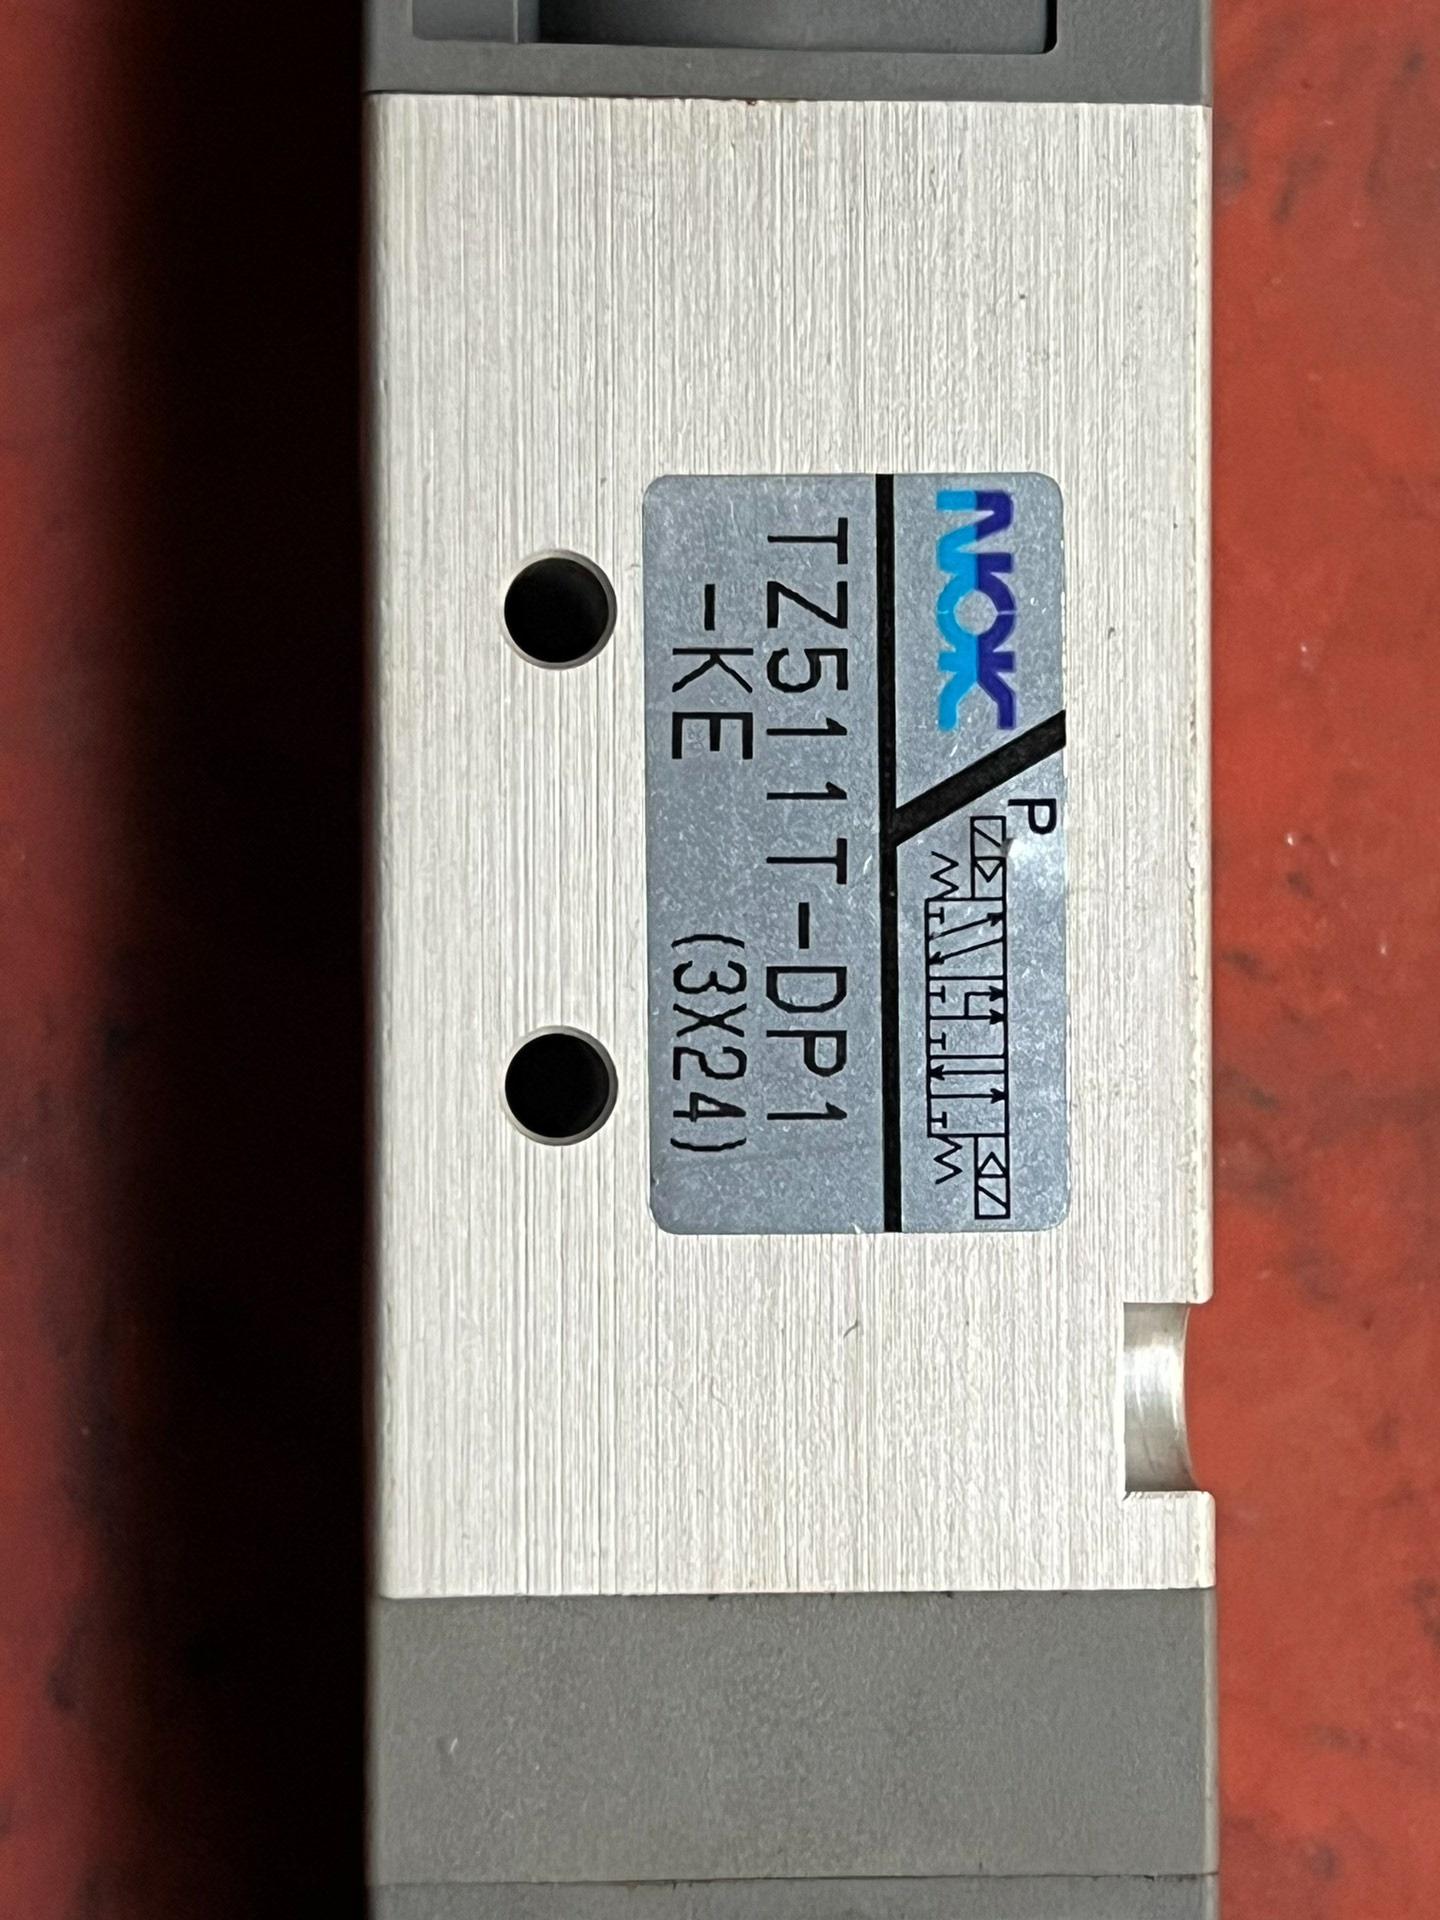 NOK
P
TZ511T-DP1
-KE (3X24)